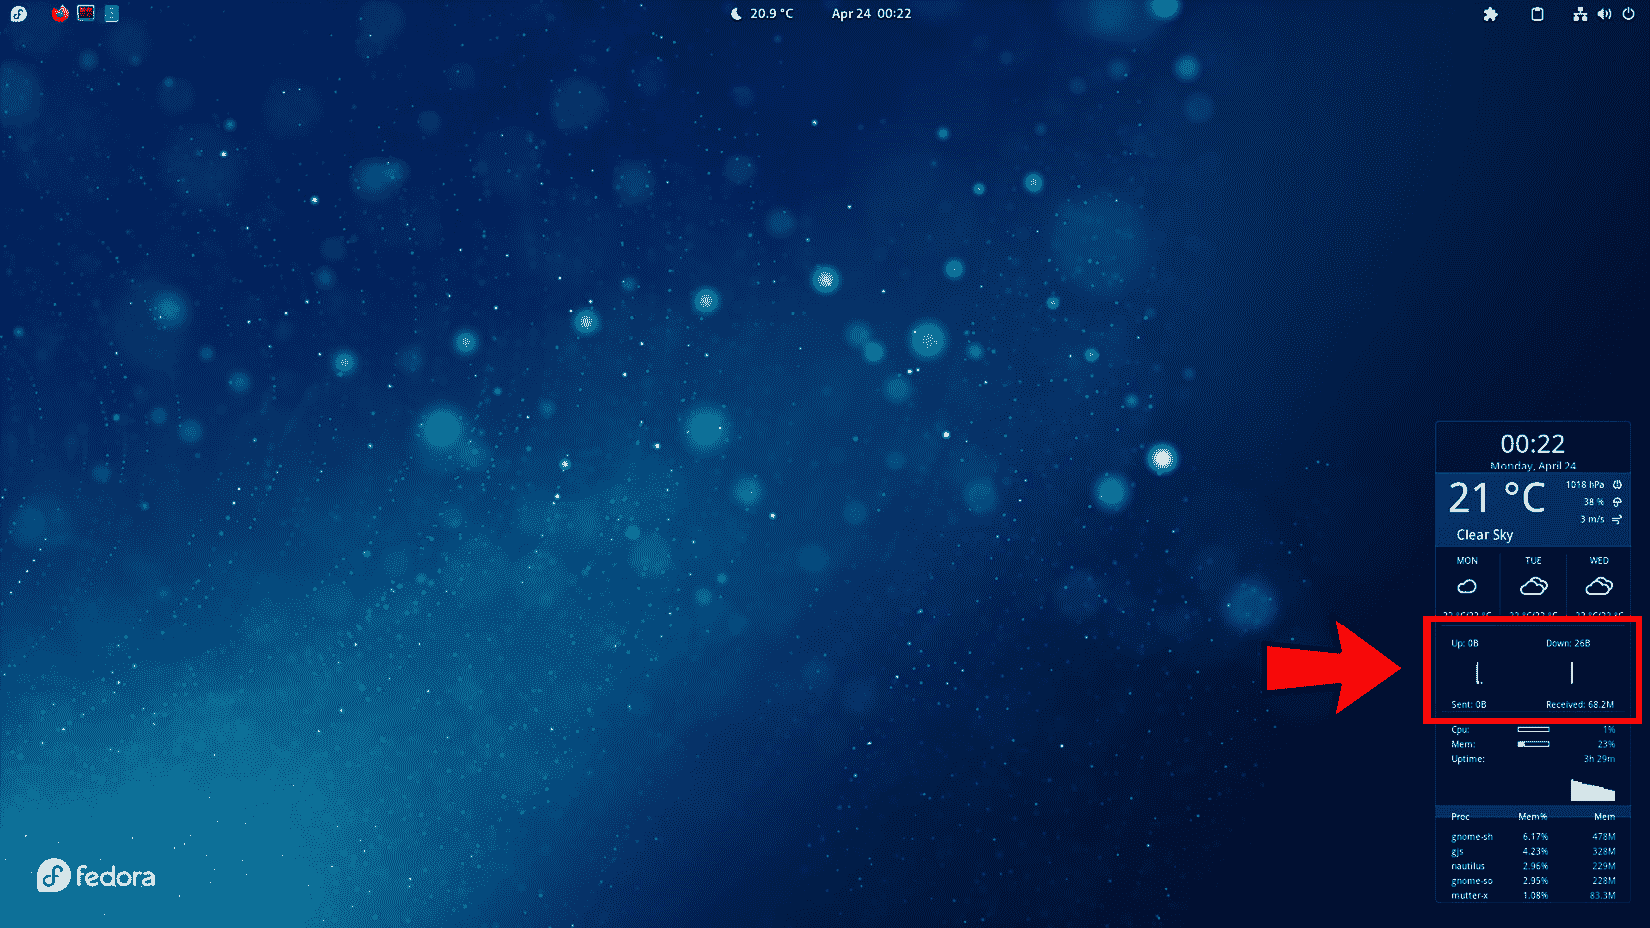 20.9 °C
Apr 24 00:22
00:22
Monday, April 24
21 °C
1018 hPa
38 %
3 m/s
Clear Sky
MON TUE WED
Up: 0B Down: 26B
Sent: 0B Received: 68.2M
Cpu: 1%
Mem: 23%
Uptime: 3h 29m
Proc Mem% Mem
gnome-sh 6.17% 478M
gjs 4.23% 328M
nautilus 2.96% 229M
gnome-so 2.95% 228M
mutter-x 1.08% 83.3M
fedora